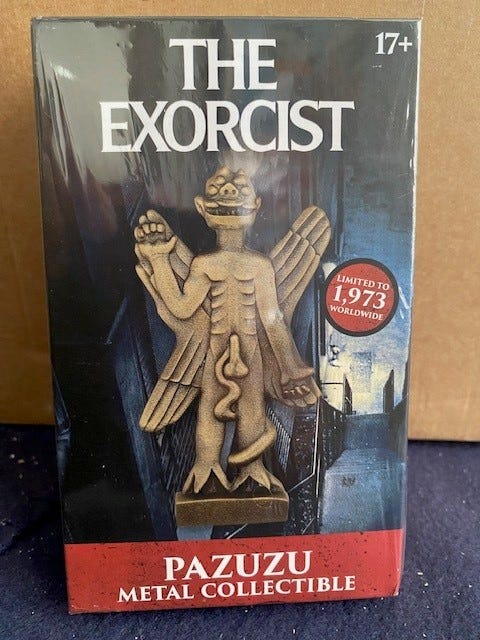 THE
17+
EXORCIST
LIMITED TO
1,973
WORLDWIDE
PAZUZU
METAL COLLECTIBLE